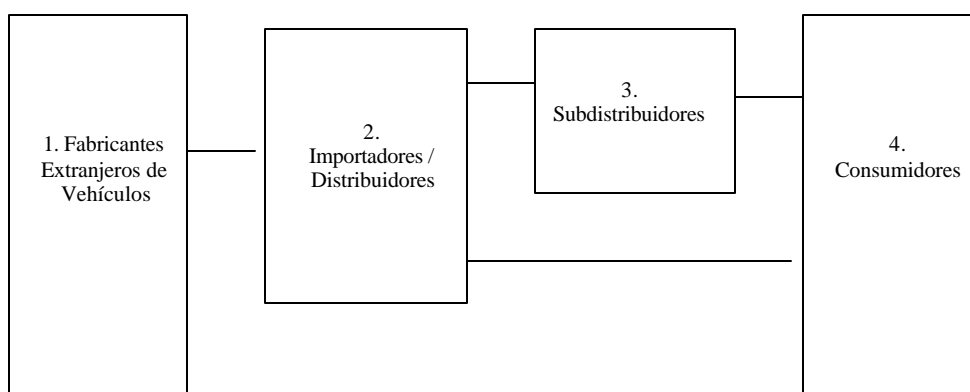 1. Fabricantes
Extranjeros de
Vehículos
2.
Importadores /
Distribuidores
3.
Subdistribuidores
4.
Consumidores